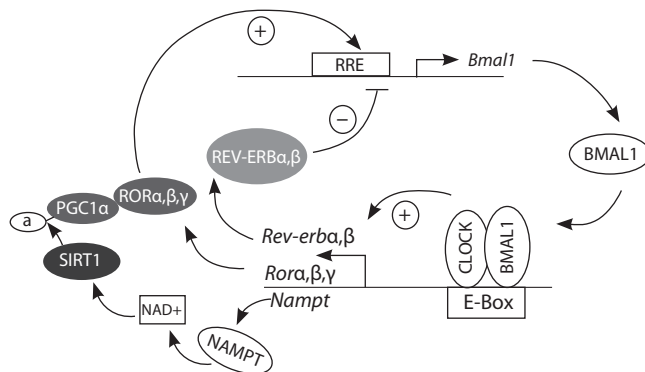 +
RRE
Bmal1
−
REV-ERBα,β
BMAL1
PGC1α
RORα,β,γ
a
+
SIRT1
Rev-erbα,β
CLOCK
BMAL1
Rorα,β,γ
E-Box
NAD+
Nampt
NAMPT